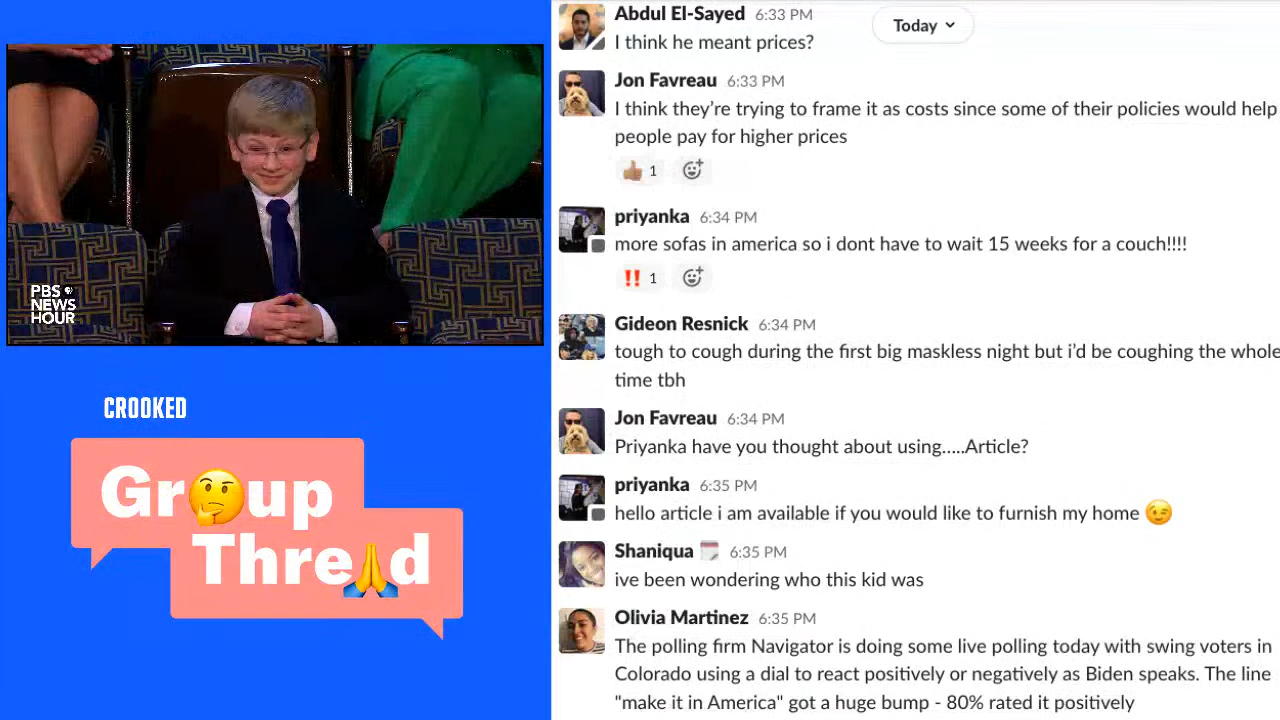 PBS
NEWS
HOUR
CROOKED
Gr🤔up
Thre🙏d
Today
Abdul El-Sayed 6:33 PM
I think he meant prices?
Jon Favreau 6:33 PM
I think they’re trying to frame it as costs since some of their policies would help
people pay for higher prices
👍🏽 1
priyanka 6:34 PM
more sofas in america so i dont have to wait 15 weeks for a couch!!!!
‼️ 1
Gideon Resnick 6:34 PM
tough to cough during the first big maskless night but i’d be coughing the whole
time tbh
Jon Favreau 6:34 PM
Priyanka have you thought about using.....Article?
priyanka 6:35 PM
hello article i am available if you would like to furnish my home 😉
Shaniqua 6:35 PM
ive been wondering who this kid was
Olivia Martinez 6:35 PM
The polling firm Navigator is doing some live polling today with swing voters in
Colorado using a dial to react positively or negatively as Biden speaks. The line
"make it in America" got a huge bump - 80% rated it positively